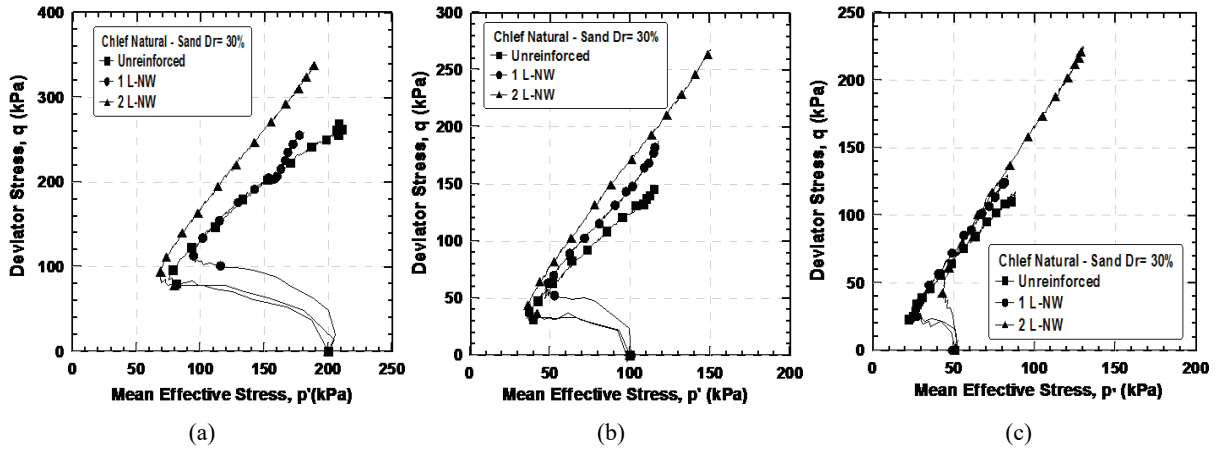 400
350
300
250
200
150
100
50
0
Deviator Stress, q (kPa)
Chlef Natural - Sand Dr= 30%
Unreinforced
1 L-NW
2 L-NW
0 50 100 150 200 250
Mean Effective Stress, p'(kPa)
(a)
300
250
200
150
100
50
0
Deviator Stress, q (kPa)
Chlef Natural - Sand Dr= 30%
Unreinforced
1 L-NW
2 L-NW
0 50 100 150 200
Mean Effective Stress, p' (kPa)
(b)
250
200
150
100
50
0
Deviator Stress, q (kPa)
Chlef Natural - Sand Dr= 30%
Unreinforced
1 L-NW
2 L-NW
0 50 100 150 200
Mean Effective Stress, p' (kPa)
(c)